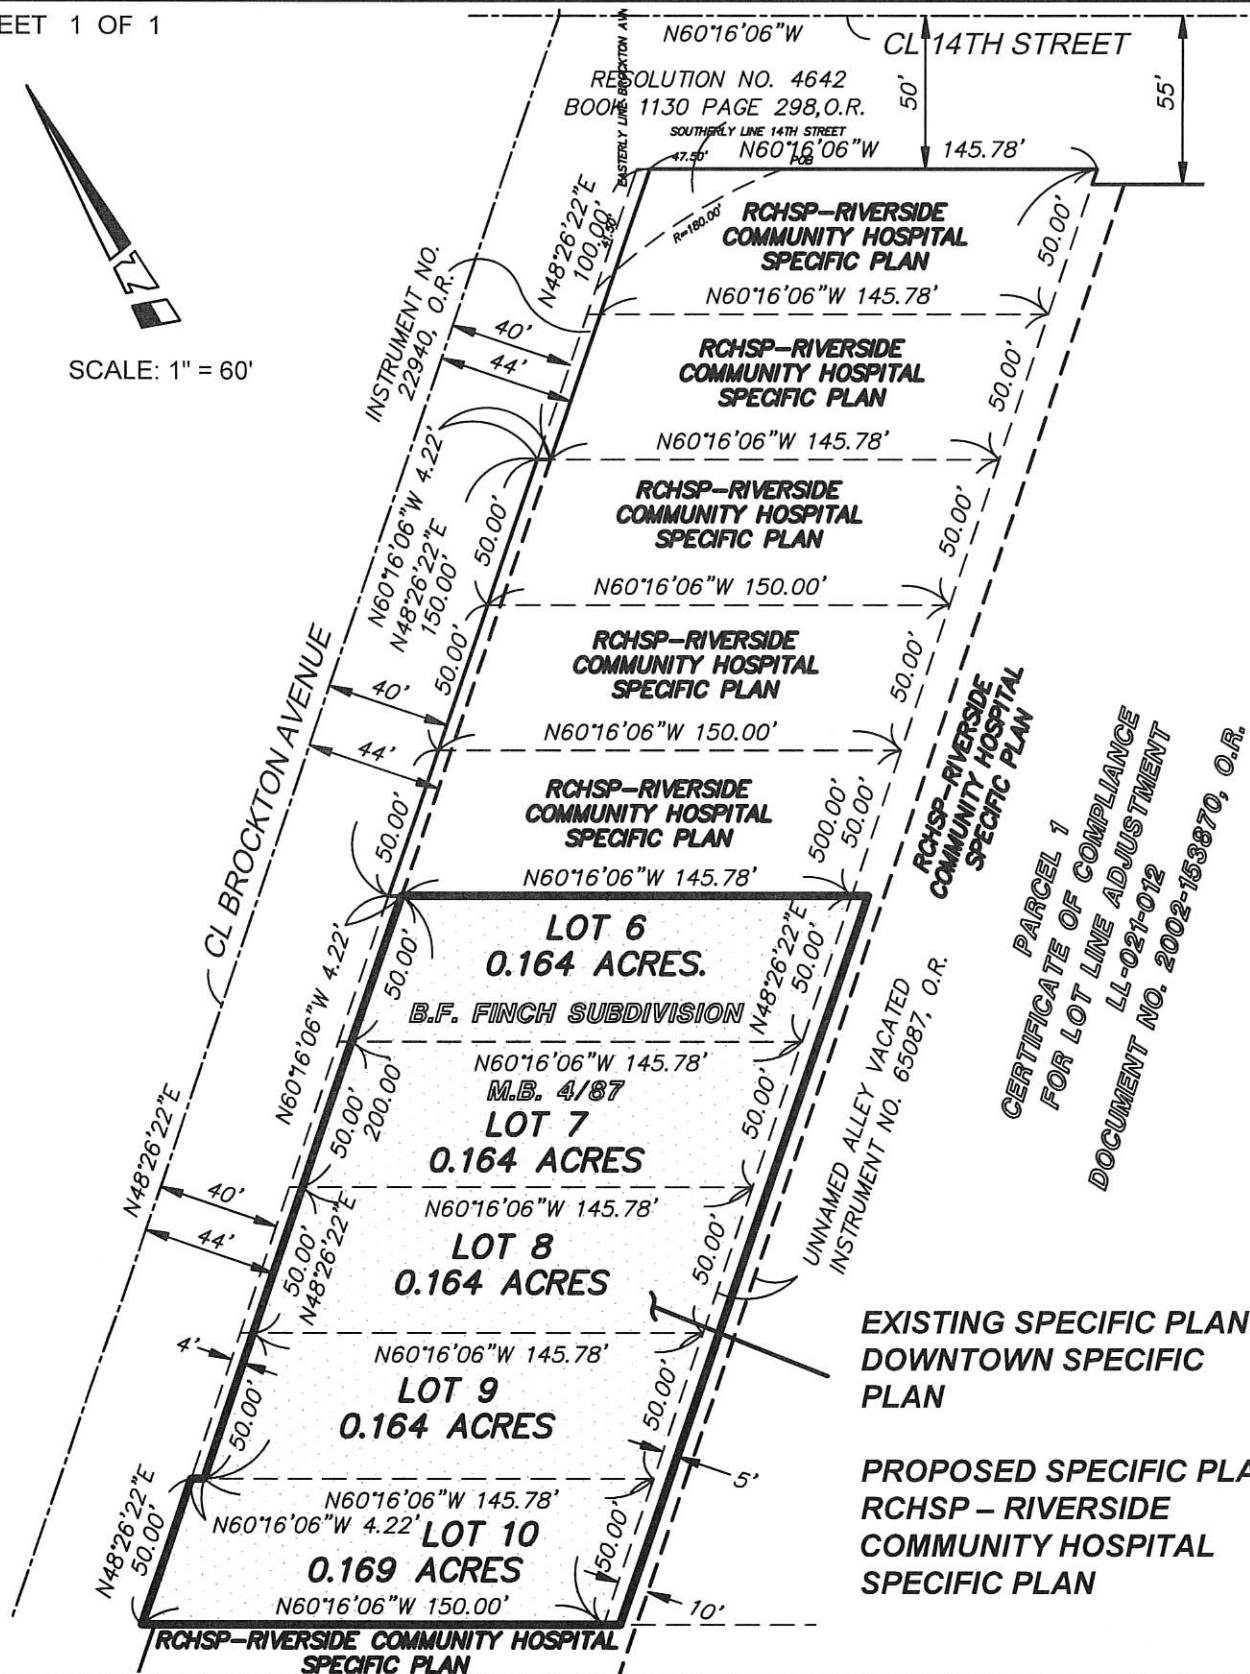 EET 1 OF 1
SCALE: 1" = 60'
N60°16'06"W
CL 14TH STREET
RESOLUTION NO. 4642
BOOK 1130 PAGE 298,O.R.
50'
55'
EASTERLY LINE BROCKTON AVN
SOUTHERLY LINE 14TH STREET
47.50'
N60°16'06"W 145.78'
POB
R=180.00'
N48°26'22"E
100.00'
41.50'
RCHSP-RIVERSIDE
COMMUNITY HOSPITAL
SPECIFIC PLAN
50.00'
N60°16'06"W 145.78'
INSTRUMENT NO.
22940, O.R.
40'
44'
RCHSP-RIVERSIDE
COMMUNITY HOSPITAL
SPECIFIC PLAN
50.00'
N60°16'06"W 145.78'
N60°16'06"W 4.22'
N48°26'22"E
150.00'
50.00'
RCHSP-RIVERSIDE
COMMUNITY HOSPITAL
SPECIFIC PLAN
50.00'
N60°16'06"W 150.00'
50.00'
RCHSP-RIVERSIDE
COMMUNITY HOSPITAL
SPECIFIC PLAN
50.00'
N60°16'06"W 150.00'
CL BROCKTON AVENUE
40'
44'
50.00'
RCHSP-RIVERSIDE
COMMUNITY HOSPITAL
SPECIFIC PLAN
500.00'
50.00'
N60°16'06"W 145.78'
RCHSP-RIVERSIDE
COMMUNITY HOSPITAL
SPECIFIC PLAN
PARCEL 1
CERTIFICATE OF COMPLIANCE
FOR LOT LINE ADJUSTMENT
LL-021-012
DOCUMENT NO. 2002-153870, O.R.
N60°16'06"W 4.22'
50.00'
LOT 6
0.164 ACRES.
N48°26'22"E
50.00'
B.F. FINCH SUBDIVISION
N60°16'06"W 145.78'
M.B. 4/87
50.00'
200.00'
LOT 7
0.164 ACRES
50.00'
N60°16'06"W 145.78'
UNNAMED ALLEY VACATED
INSTRUMENT NO. 65087, O.R.
N48°26'22"E
40'
44'
50.00'
N48°26'22"E
LOT 8
0.164 ACRES
50.00'
N60°16'06"W 145.78'
4'
50.00'
LOT 9
0.164 ACRES
50.00'
5'
N60°16'06"W 145.78'
N60°16'06"W 4.22'
N48°26'22"E
50.00'
LOT 10
0.169 ACRES
50.00'
N60°16'06"W 150.00'
10'
RCHSP-RIVERSIDE COMMUNITY HOSPITAL
SPECIFIC PLAN
EXISTING SPECIFIC PLAN
DOWNTOWN SPECIFIC
PLAN
PROPOSED SPECIFIC PLA
RCHSP – RIVERSIDE
COMMUNITY HOSPITAL
SPECIFIC PLAN